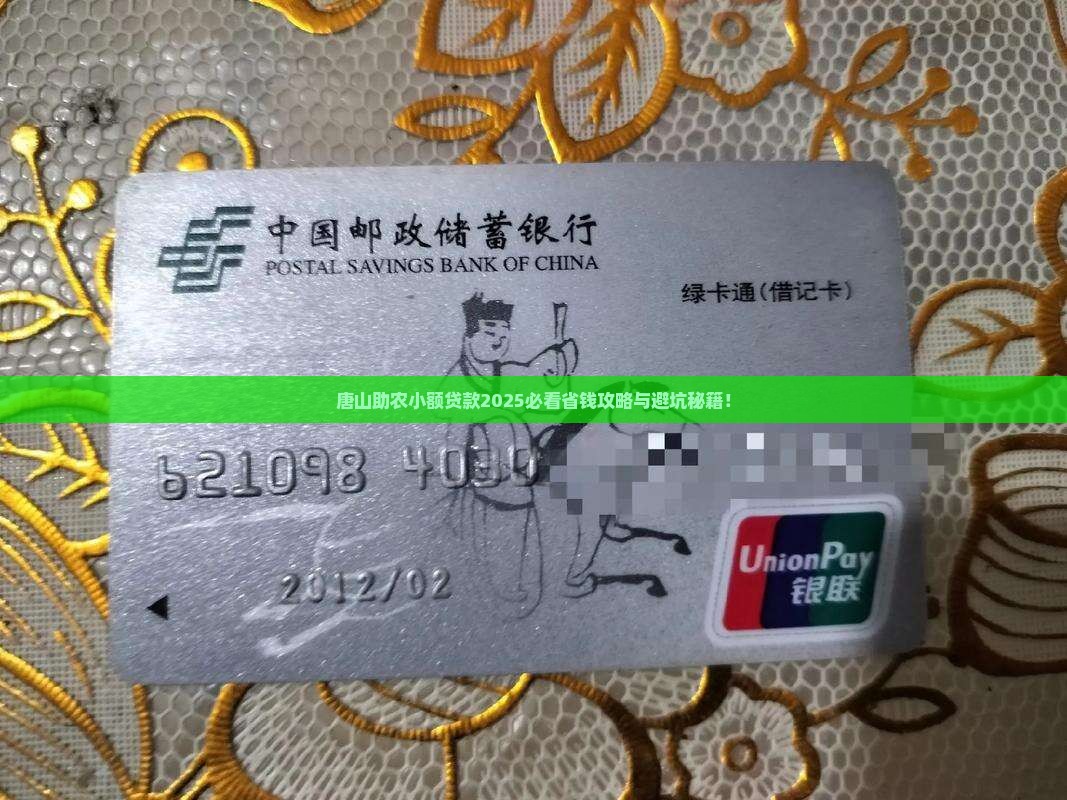 中国邮政储蓄银行
POSTAL SAVINGS BANK OF CHINA
绿卡通(借记卡)
唐山助农小额贷款2025必看省钱攻略与避坑秘籍！
621098 4030
2012/02
UnionPay
银联